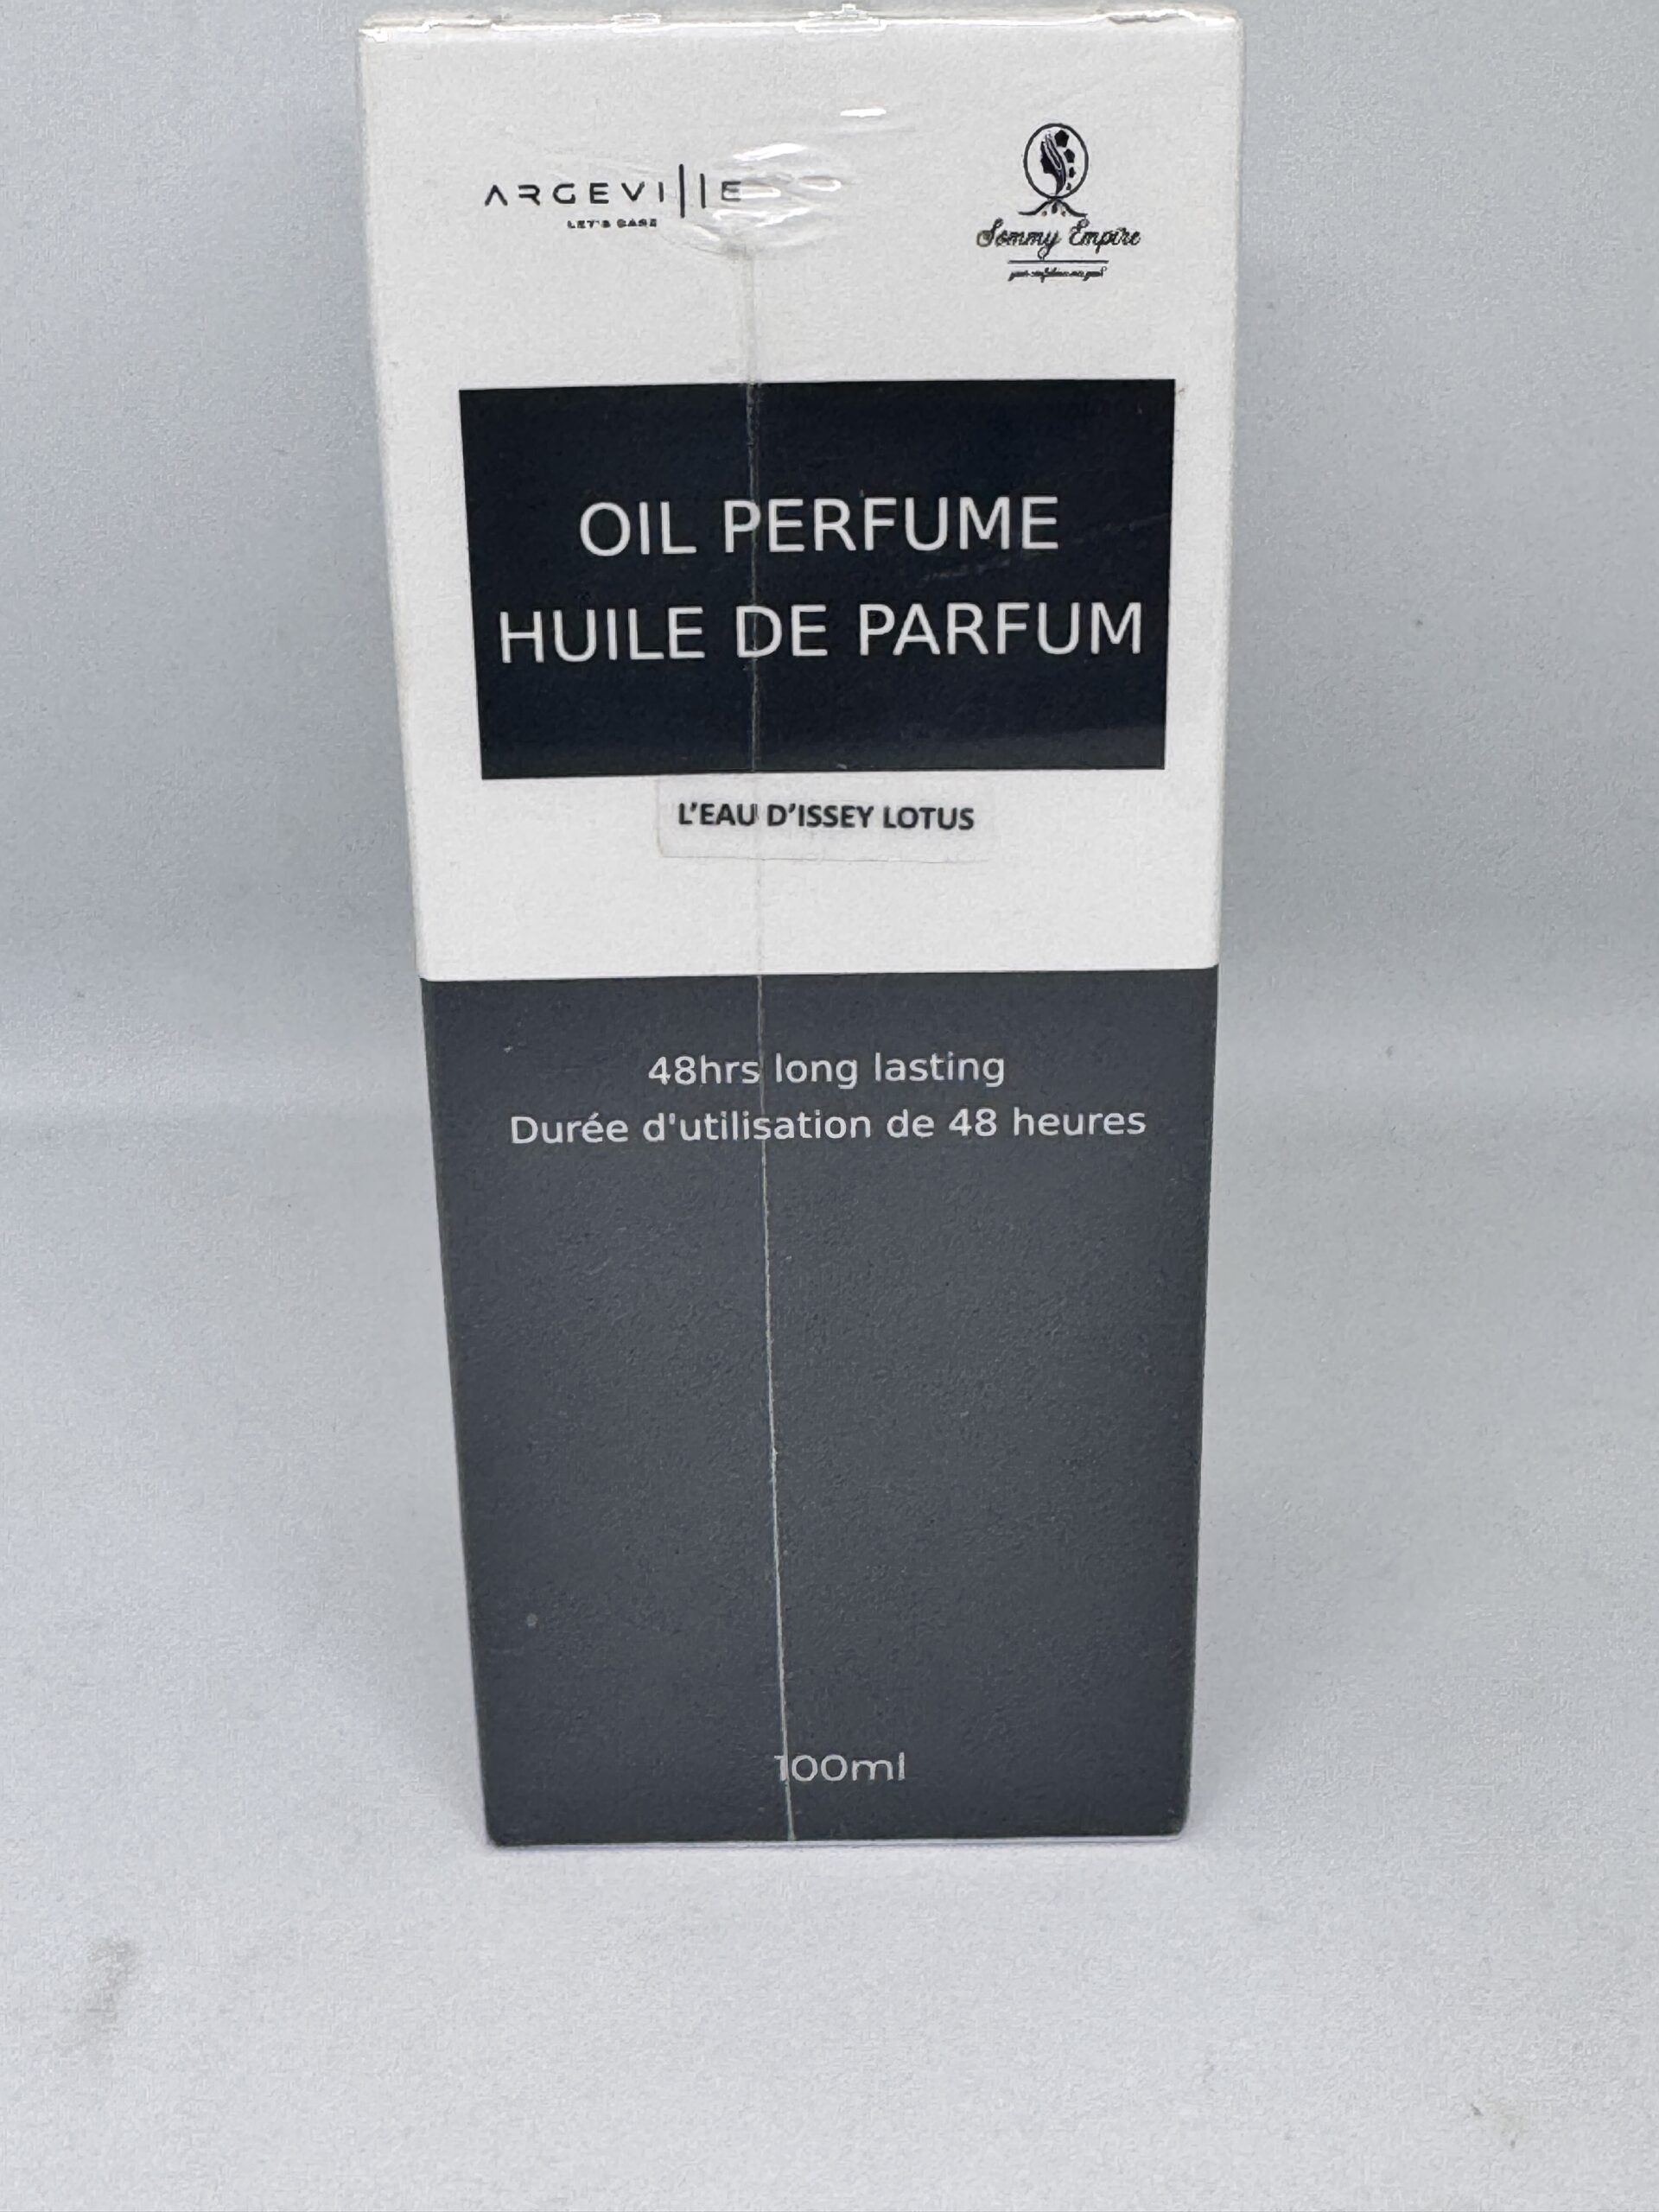 ARGEVILLE
LET'S CARE
Sommy Empire
OIL PERFUME
HUILE DE PARFUM
L'EAU D'ISSEY LOTUS
48hrs long lasting
Durée d'utilisation de 48 heures
100ml